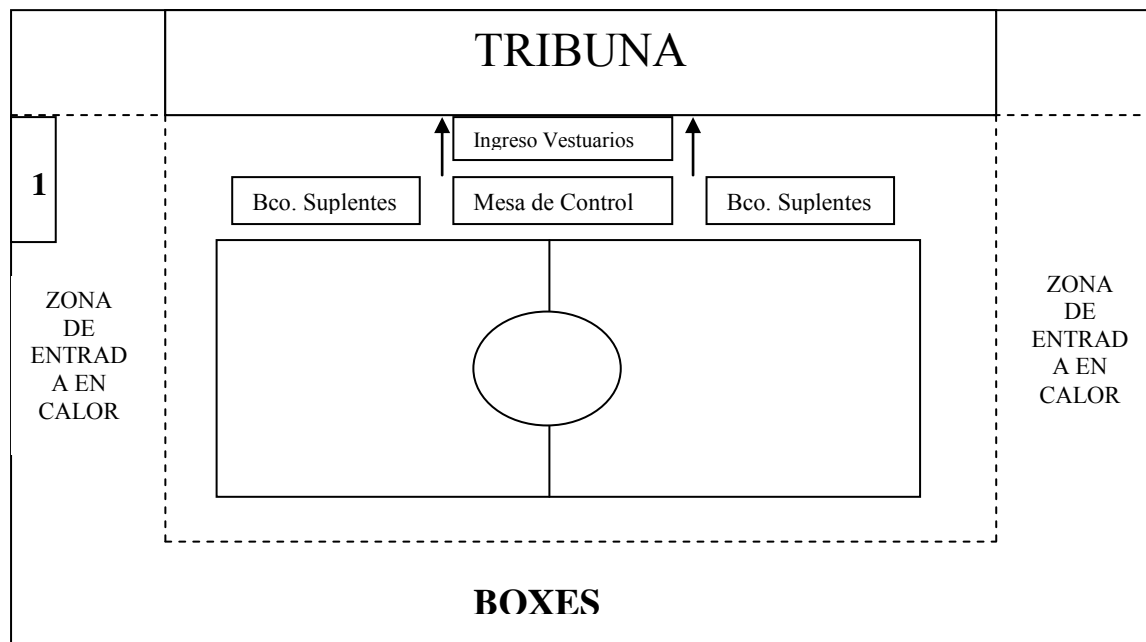 TRIBUNA
Ingreso Vestuarios
1
Bco. Suplentes
Mesa de Control
Bco. Suplentes
ZONA
DE
ENTRAD
A EN
CALOR
ZONA
DE
ENTRAD
A EN
CALOR
BOXES